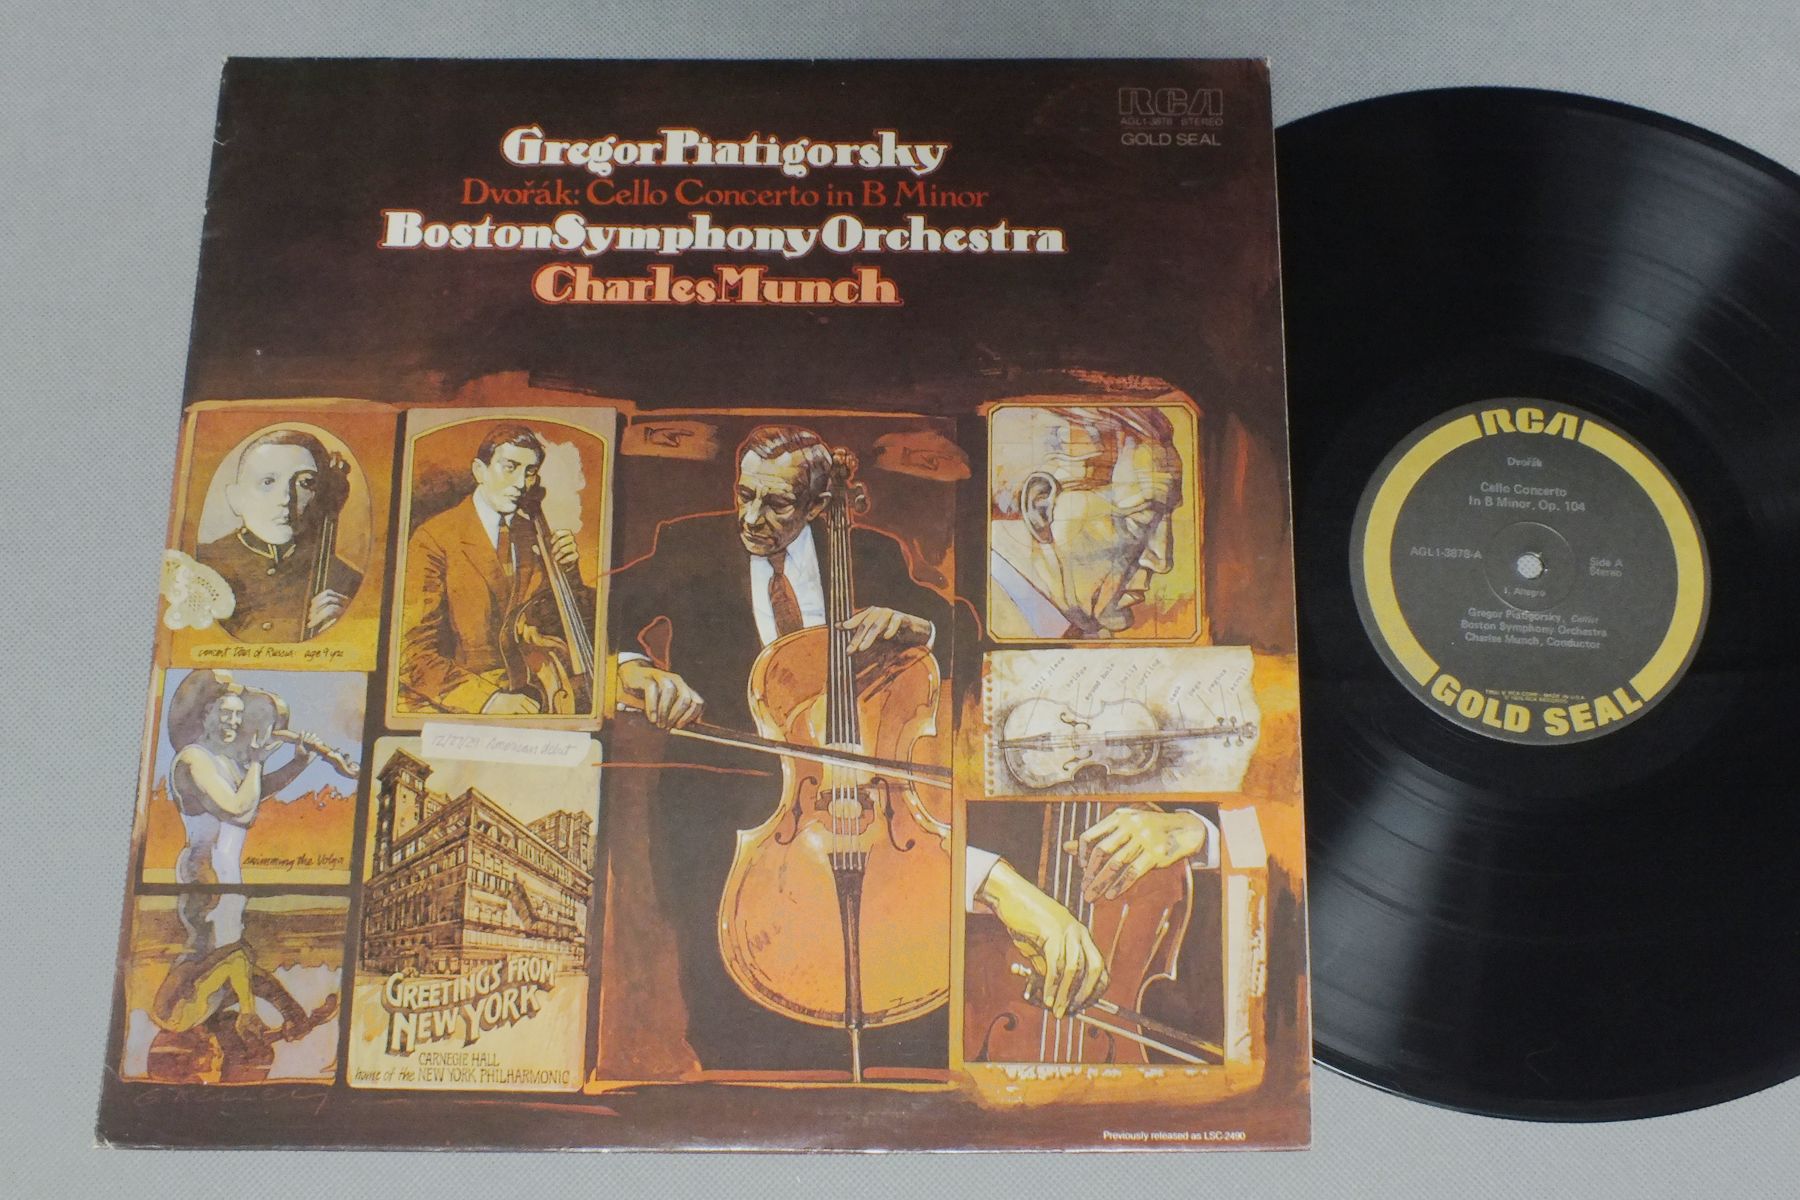 RCA
AGL1-3878 STEREO
GOLD SEAL
Gregor Piatigorsky
Dvořák: Cello Concerto in B Minor
Boston Symphony Orchestra
Charles Munch
concert Tour of Russia: age 9 yrs
swimming the Volga
12/27/29 American debut
GREETINGS FROM
NEW YORK
CARNEGIE HALL
home of the NEW YORK PHILHARMONIC
scroll
Previously released as LSC-2490
RCA
Dvořák
Cello Concerto
In B Minor, Op. 104
AGL1-3878-A
Side A
Stereo
1. Allegro
Gregor Piatigorsky, Cellist
Boston Symphony Orchestra
Charles Munch, Conductor
GOLD SEAL